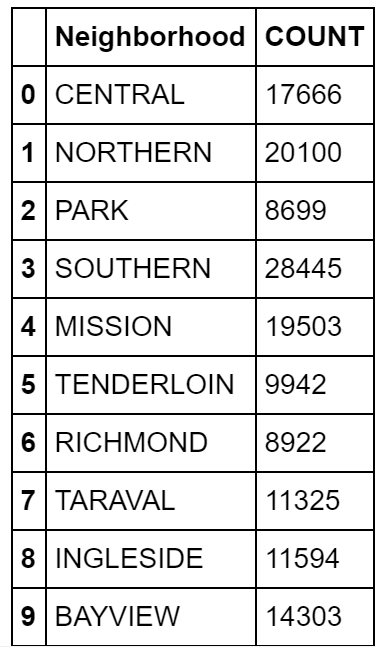 Neighborhood COUNT
0 CENTRAL 17666
1 NORTHERN 20100
2 PARK 8699
3 SOUTHERN 28445
4 MISSION 19503
5 TENDERLOIN 9942
6 RICHMOND 8922
7 TARAVAL 11325
8 INGLESIDE 11594
9 BAYVIEW 14303